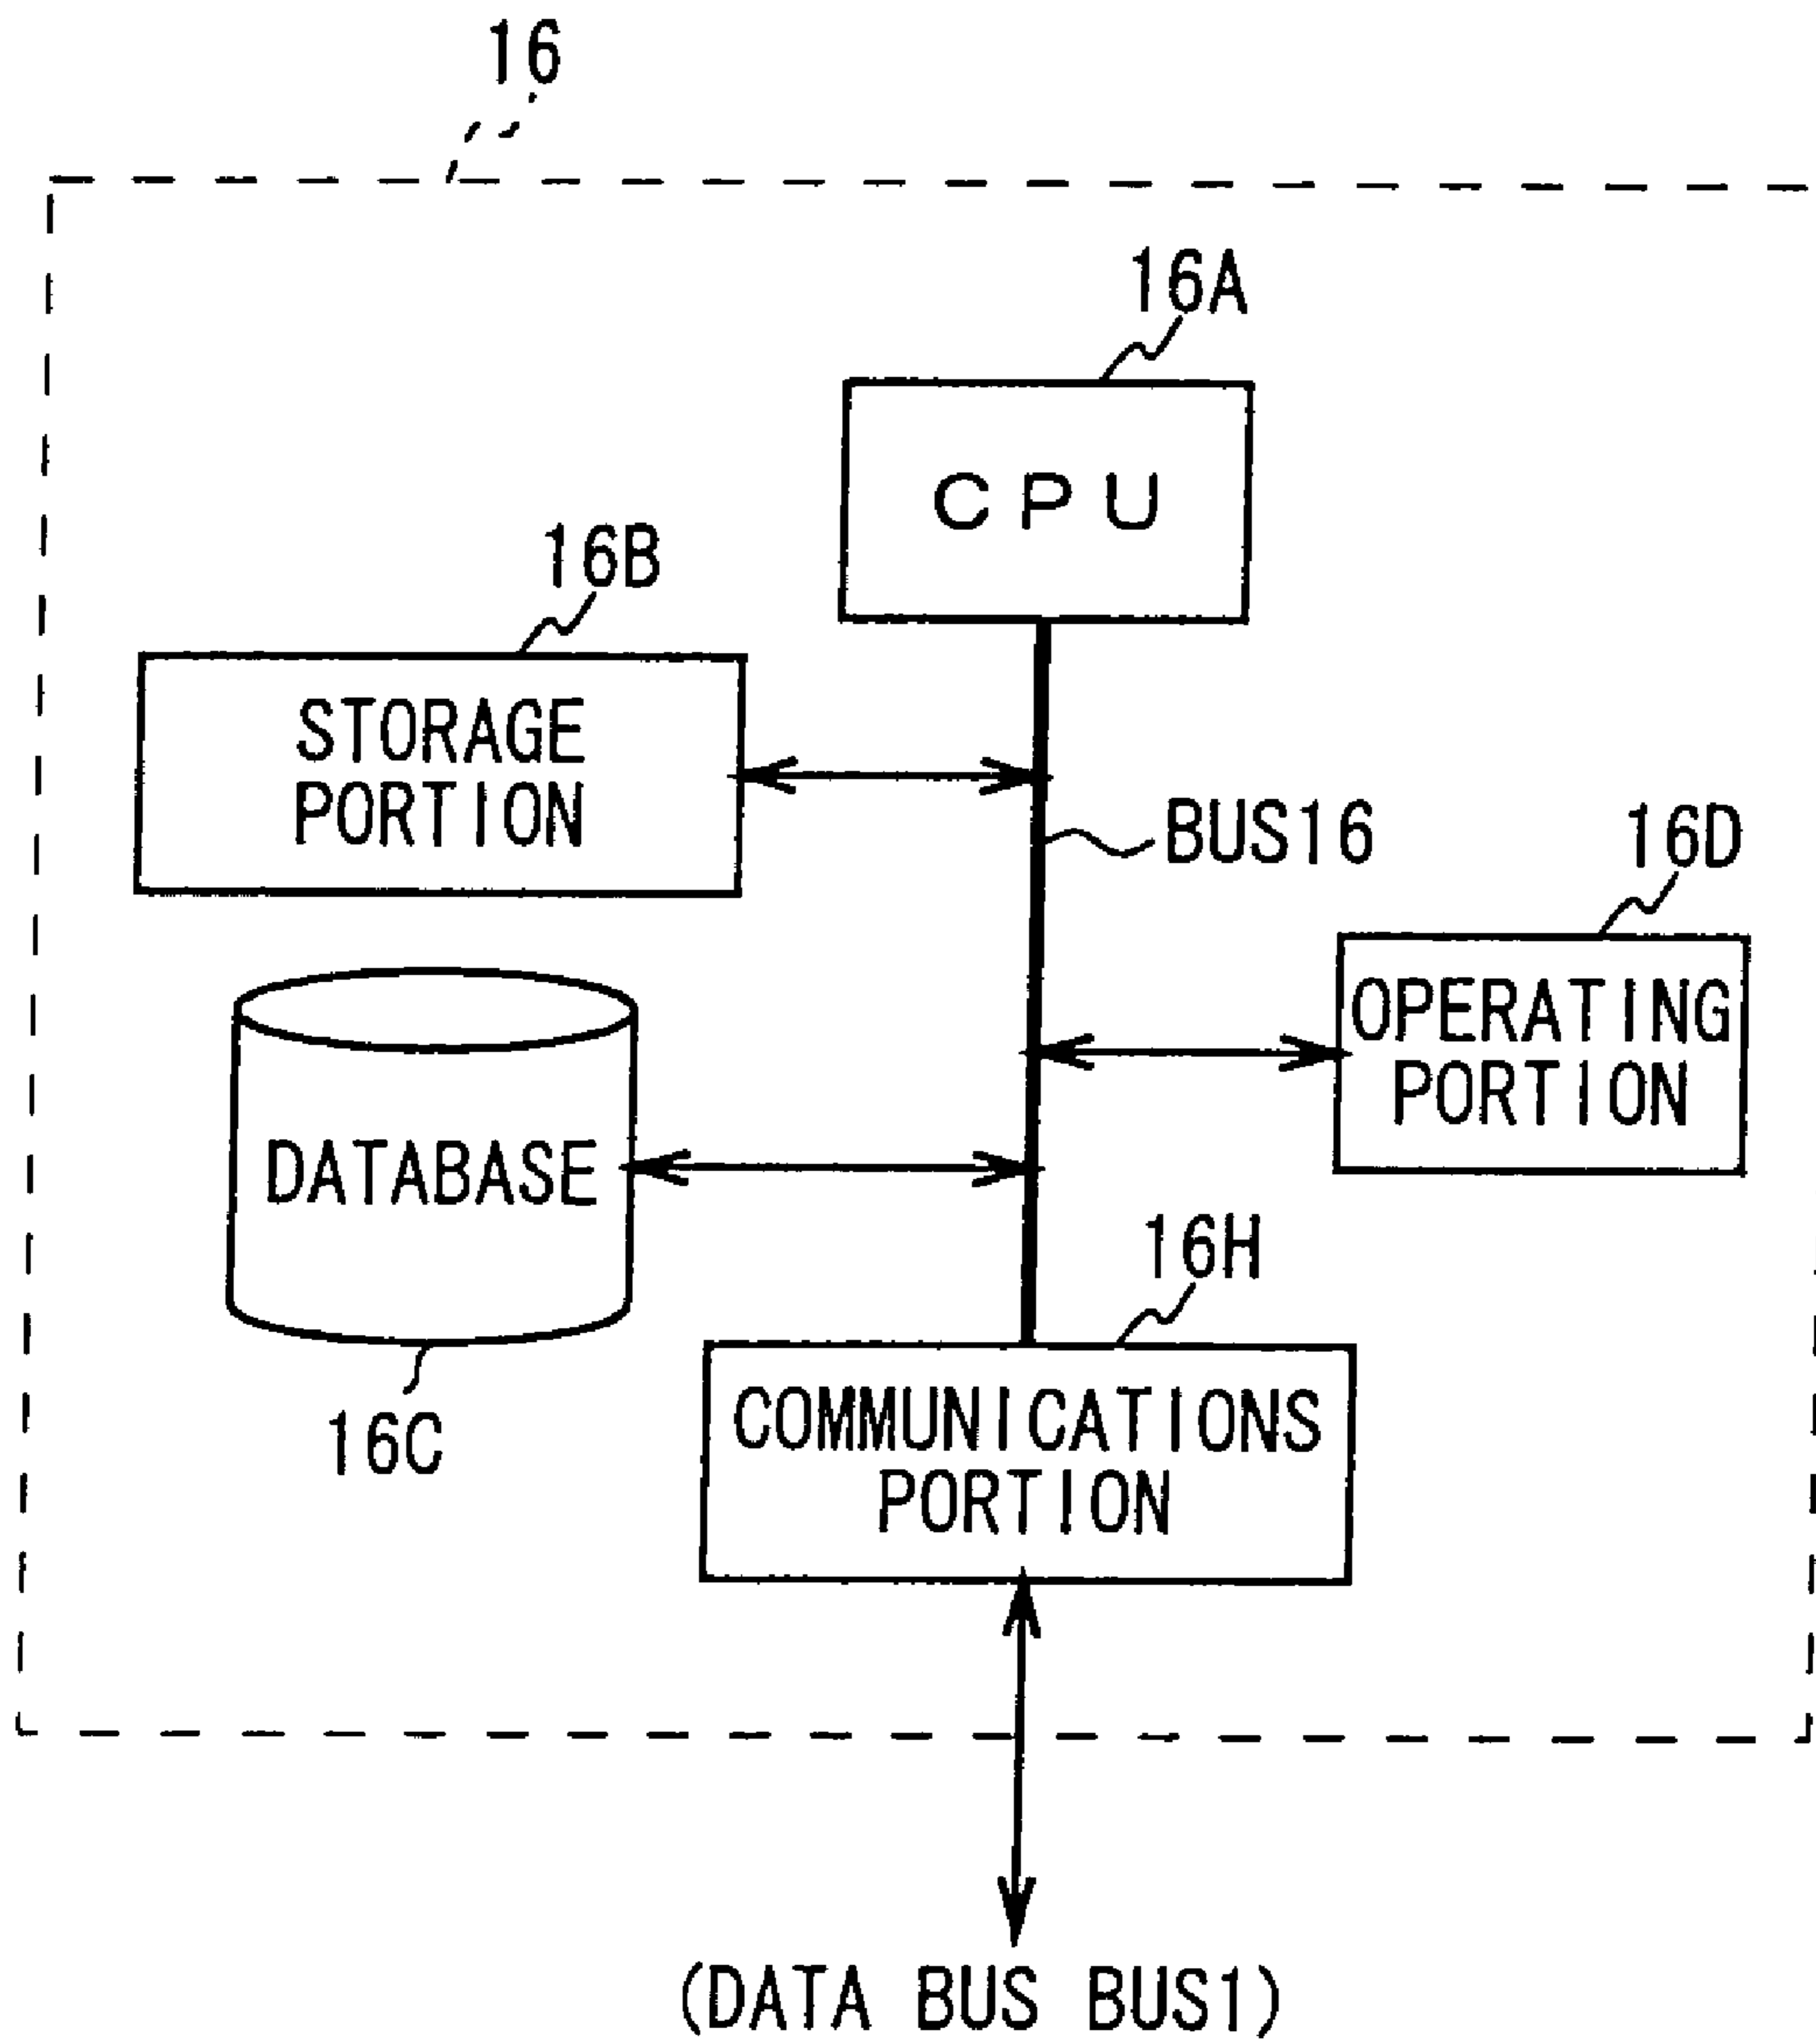 16
16A
CPU
16B
STORAGE
PORTION
BUS16
16D
OPERATING
PORTION
DATABASE
16H
16C
COMMUNICATIONS
PORTION
(DATA BUS BUS1)